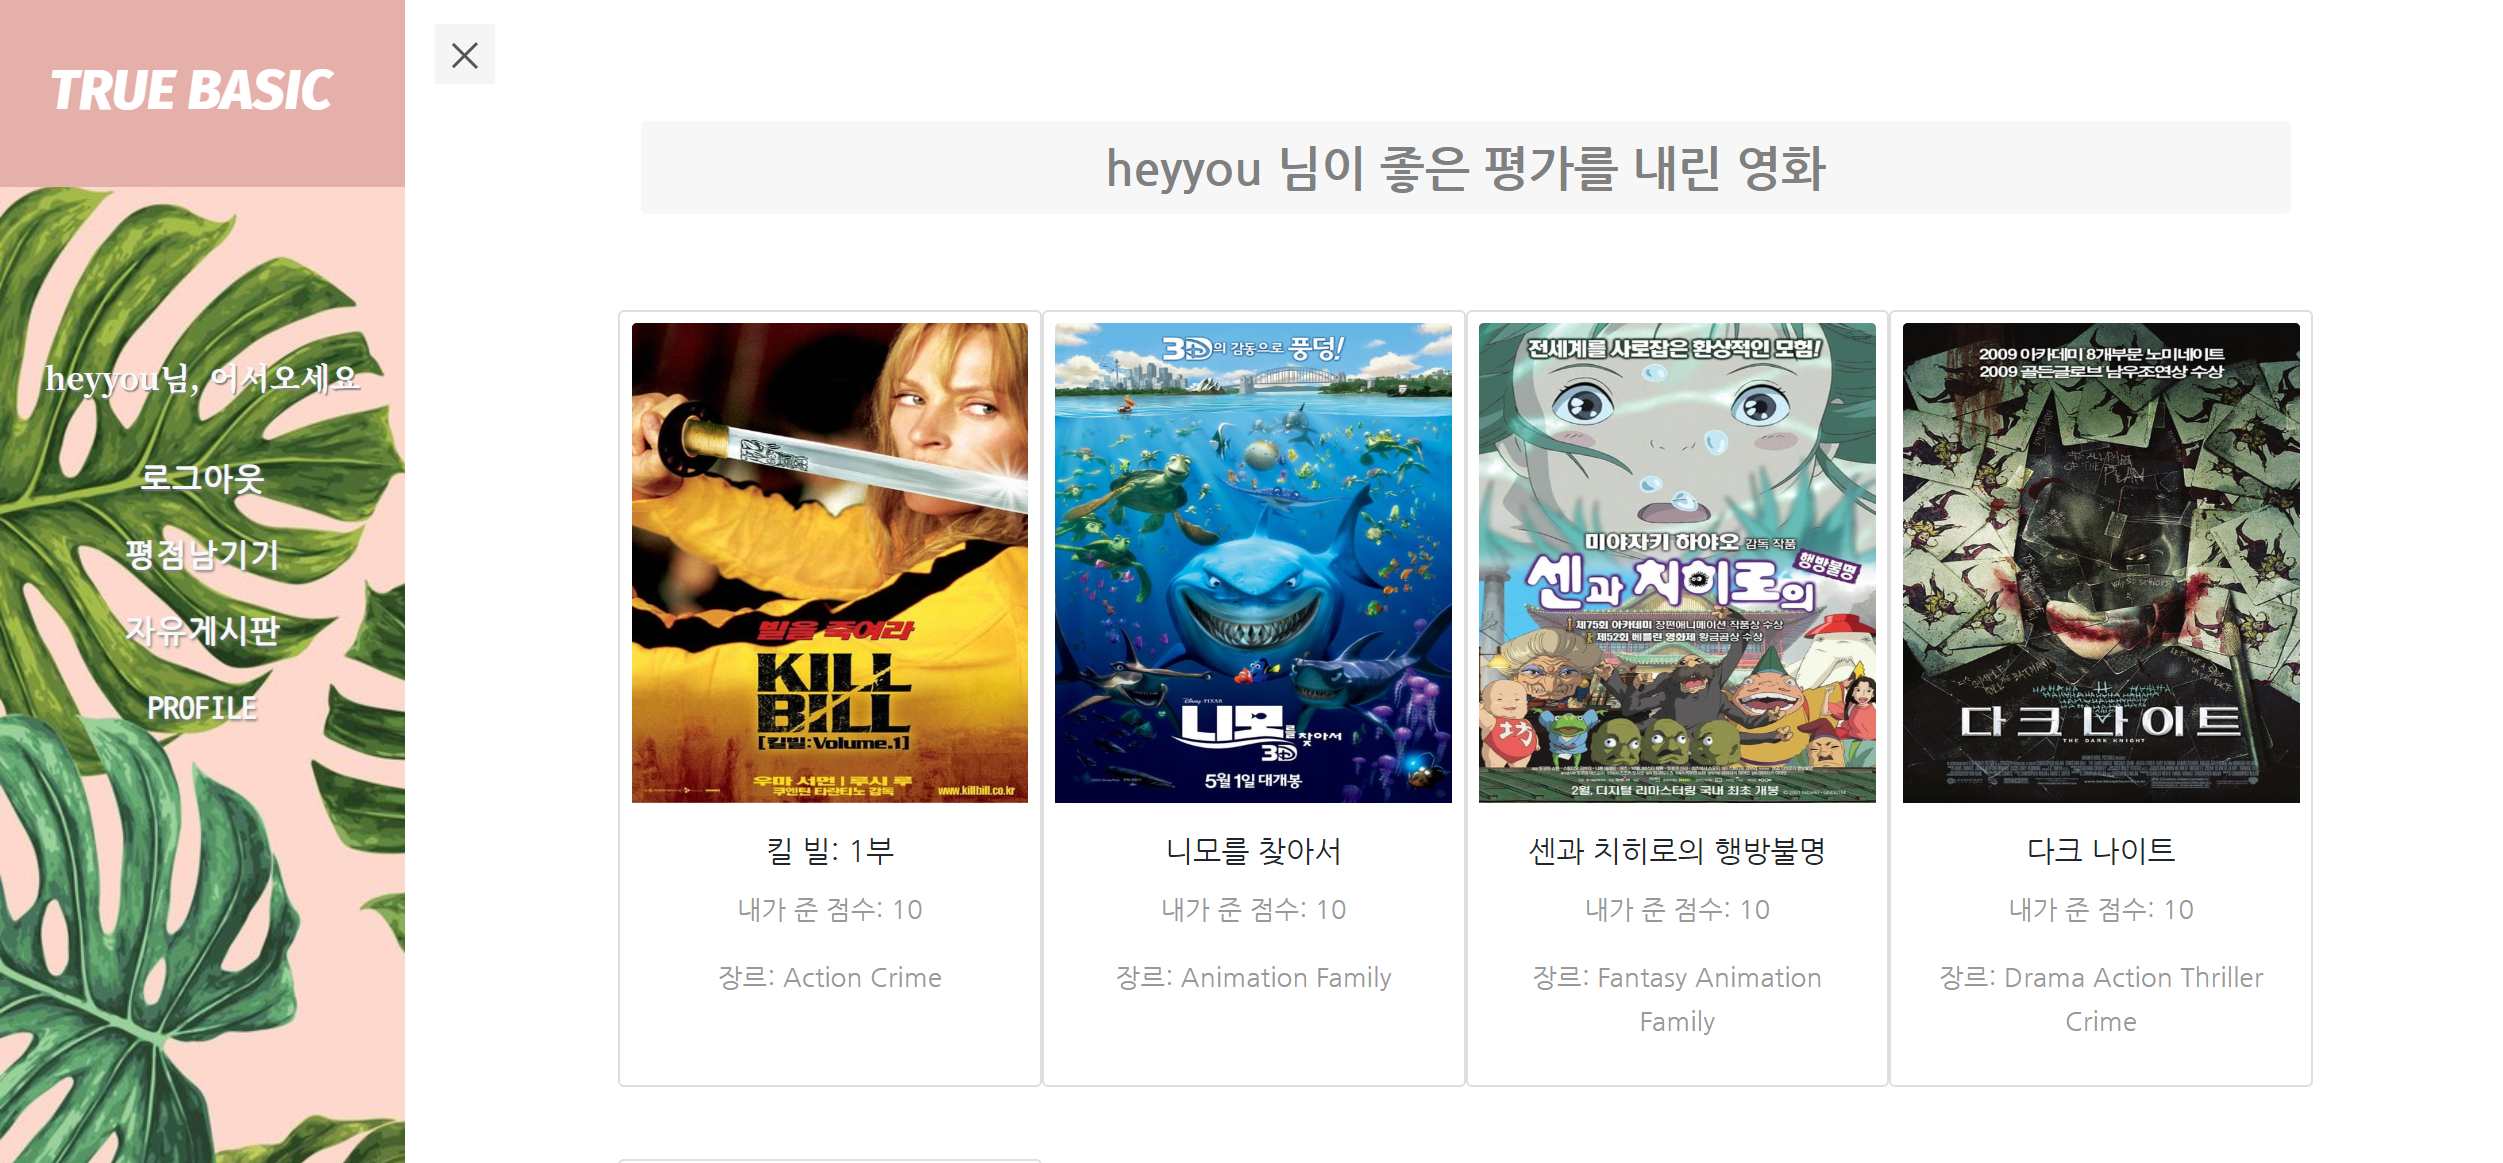 TRUE BASIC
heyyou님, 어서오세요
로그아웃
평점남기기
자유게시판
PROFILE
heyyou 님이 좋은 평가를 내린 영화
빌을 죽여라
KILL
BILL
[킬빌:Volume.1]
우마 서먼 | 루시 루
쿠엔틴 타란티노 감독
www.killbill.co.kr
킬 빌: 1부
내가 준 점수: 10
장르: Action Crime
3D의 감동으로 풍덩!
Disney PIXAR
니모를 찾아서
3D
5월 1일 대개봉
니모를 찾아서
내가 준 점수: 10
장르: Animation Family
전세계를 사로잡은 환상적인 모험!
미야자키 하야오 감독 작품
센과 치히로의 행방불명
제75회 아카데미 장편애니메이션 작품상 수상
제52회 베를린 영화제 황금곰상 수상
2월, 디지털 리마스터링 국내 최초 개봉
센과 치히로의 행방불명
내가 준 점수: 10
장르: Fantasy Animation
Family
2009 아카데미 8개부문 노미네이트
2009 골든글로브 남우조연상 수상
다크 나이트
THE DARK KNIGHT
다크 나이트
내가 준 점수: 10
장르: Drama Action Thriller
Crime